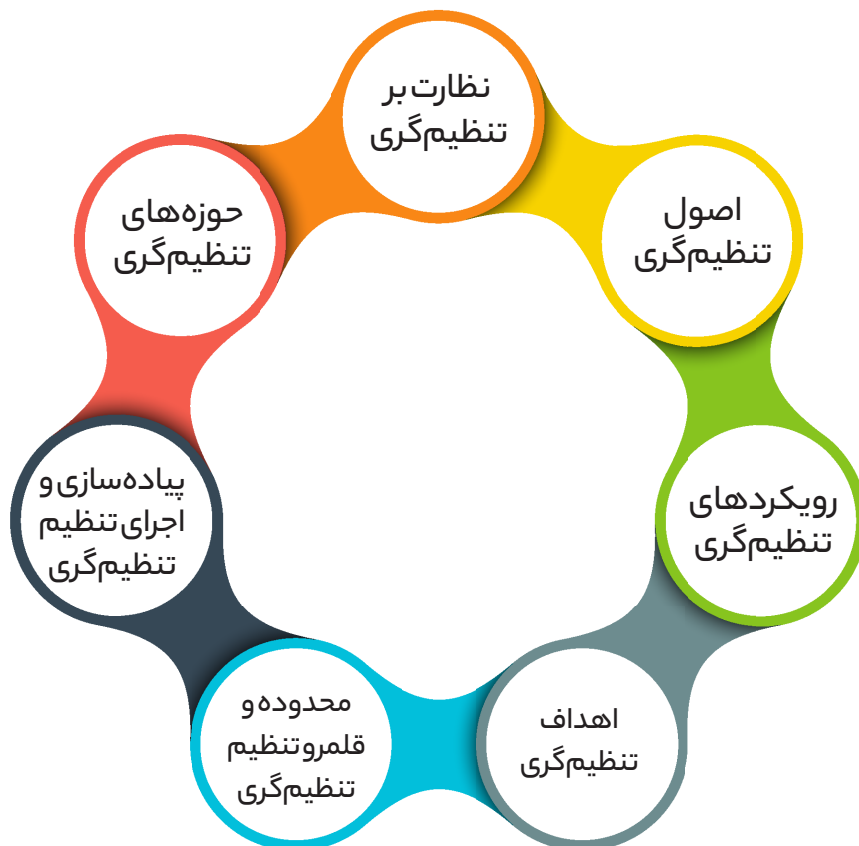 نظارت بر
تنظیم‌گری
اصول
تنظیم‌گری
رویکردهای
تنظیم‌گری
اهداف
تنظیم‌گری
محدوده و
قلمرو تنظیم
تنظیم‌گری
پیاده‌سازی و
اجرای تنظیم
تنظیم‌گری
حوزه‌های
تنظیم‌گری